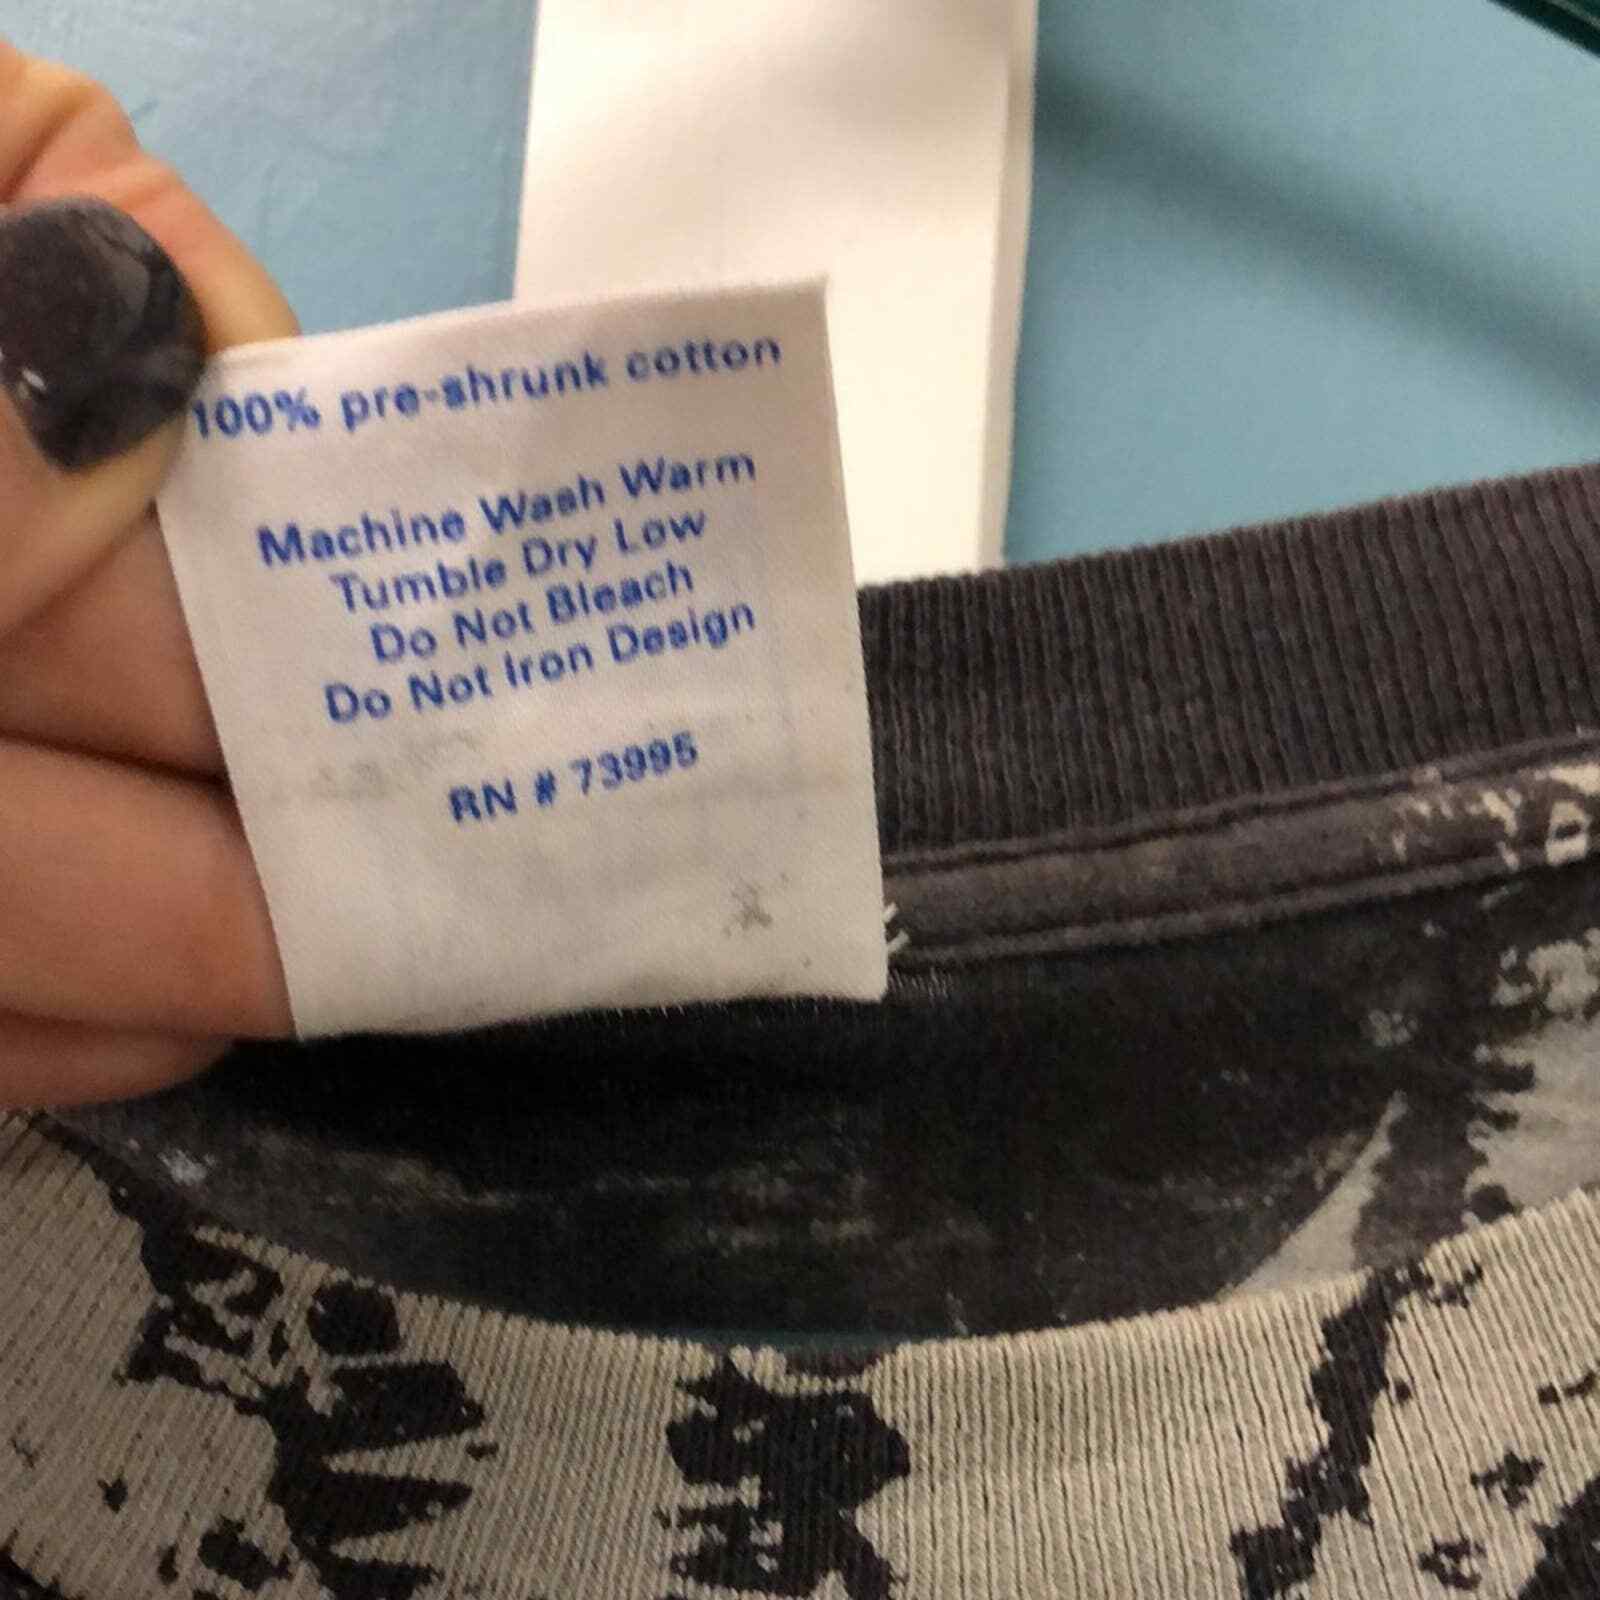 100% pre-shrunk cotton
Machine Wash Warm
Tumble Dry Low
Do Not Bleach
Do Not Iron Design
RN # 73995